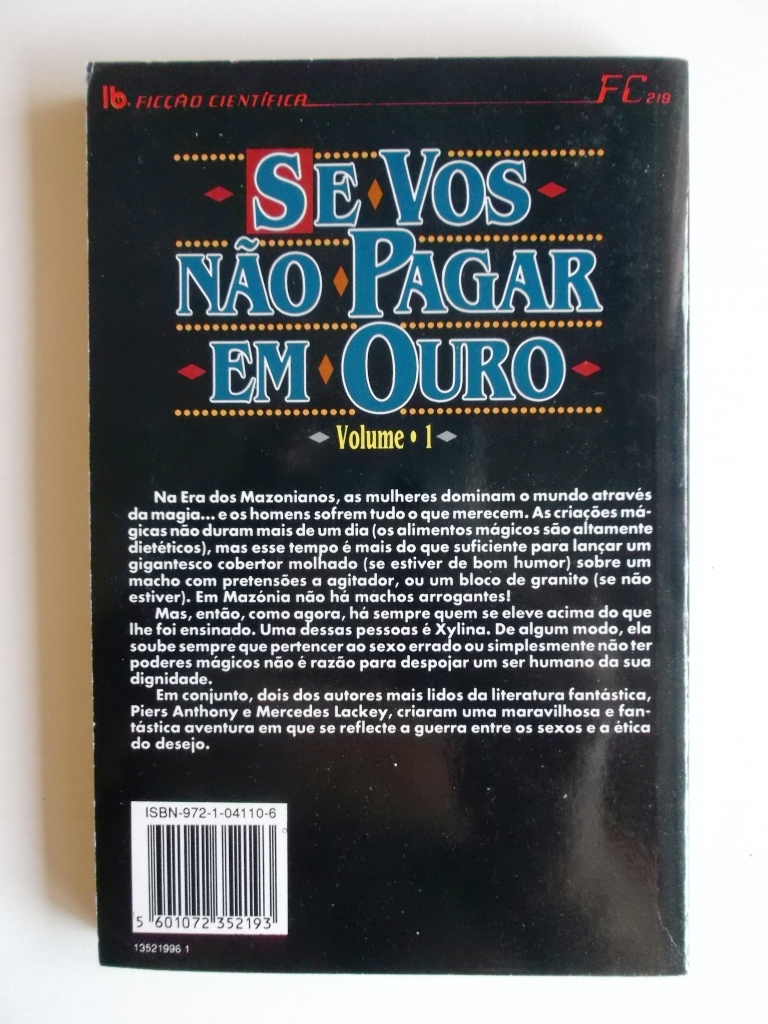 lb. FICÇÃO CIENTÍFICA FC 219
SE VOS
NÃO PAGAR
EM OURO
Volume • 1
Na Era dos Mazonianos, as mulheres dominam o mundo através
da magia... e os homens sofrem tudo o que merecem. As criações má-
gicas não duram mais de um dia (os alimentos mágicos são altamente
dietéticos), mas esse tempo é mais do que suficiente para lançar um
gigantesco cobertor molhado (se estiver de bom humor) sobre um
macho com pretensões a agitador, ou um bloco de granito (se não
estiver). Em Mazónia não há machos arrogantes!
Mas, então, como agora, há sempre quem se eleve acima do que
lhe foi ensinado. Uma dessas pessoas é Xylina. De algum modo, ela
soube sempre que pertencer ao sexo errado ou simplesmente não ter
poderes mágicos não é razão para despojar um ser humano da sua
dignidade.
Em conjunto, dois dos autores mais lidos da literatura fantástica,
Piers Anthony e Mercedes Lackey, criaram uma maravilhosa e fan-
tástica aventura em que se reflecte a guerra entre os sexos e a ética
do desejo.
ISBN-972-1-04110-6
5 601072 352193
13521996 1